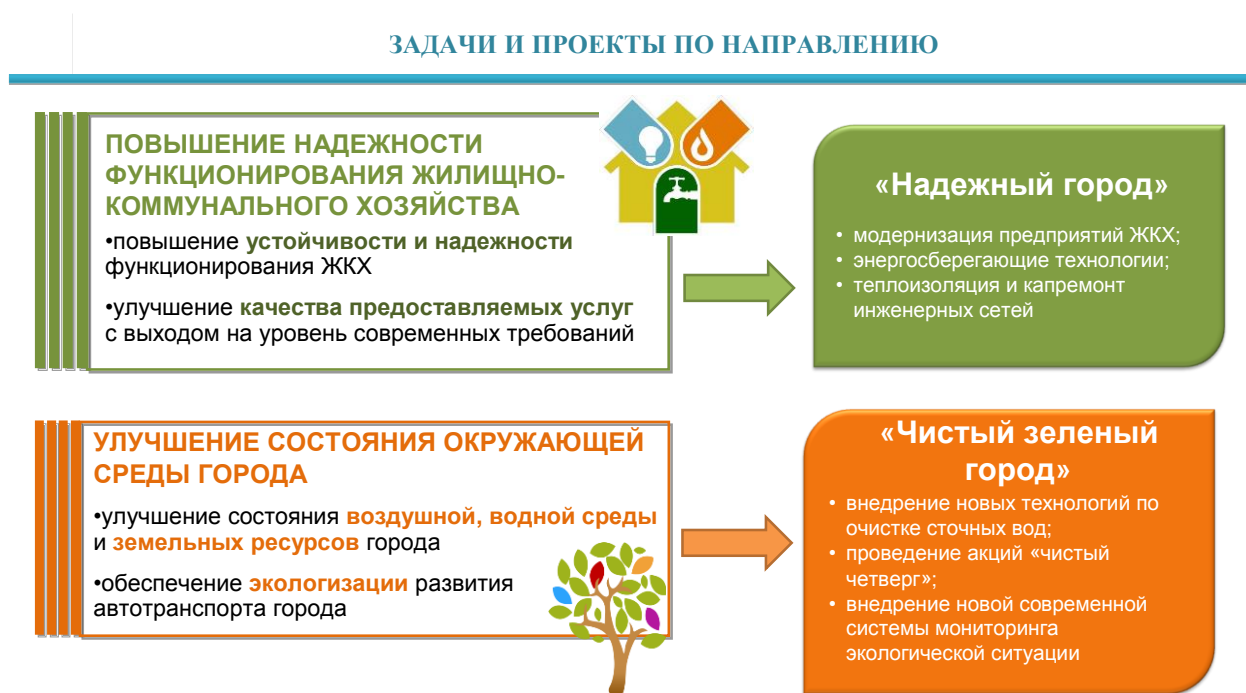 ЗАДАЧИ И ПРОЕКТЫ ПО НАПРАВЛЕНИЮ
ПОВЫШЕНИЕ НАДЕЖНОСТИ
ФУНКЦИОНИРОВАНИЯ ЖИЛИЩНО-
КОММУНАЛЬНОГО ХОЗЯЙСТВА
•повышение устойчивости и надежности
функционирования ЖКХ
•улучшение качества предоставляемых услуг
с выходом на уровень современных требований
«Надежный город»
• модернизация предприятий ЖКХ;
• энергосберегающие технологии;
• теплоизоляция и капремонт
инженерных сетей
УЛУЧШЕНИЕ СОСТОЯНИЯ ОКРУЖАЮЩЕЙ
СРЕДЫ ГОРОДА
•улучшение состояния воздушной, водной среды
и земельных ресурсов города
•обеспечение экологизации развития
автотранспорта города
«Чистый зеленый
город»
• внедрение новых технологий по
очистке сточных вод;
• проведение акций «чистый
четверг»;
• внедрение новой современной
системы мониторинга
экологической ситуации